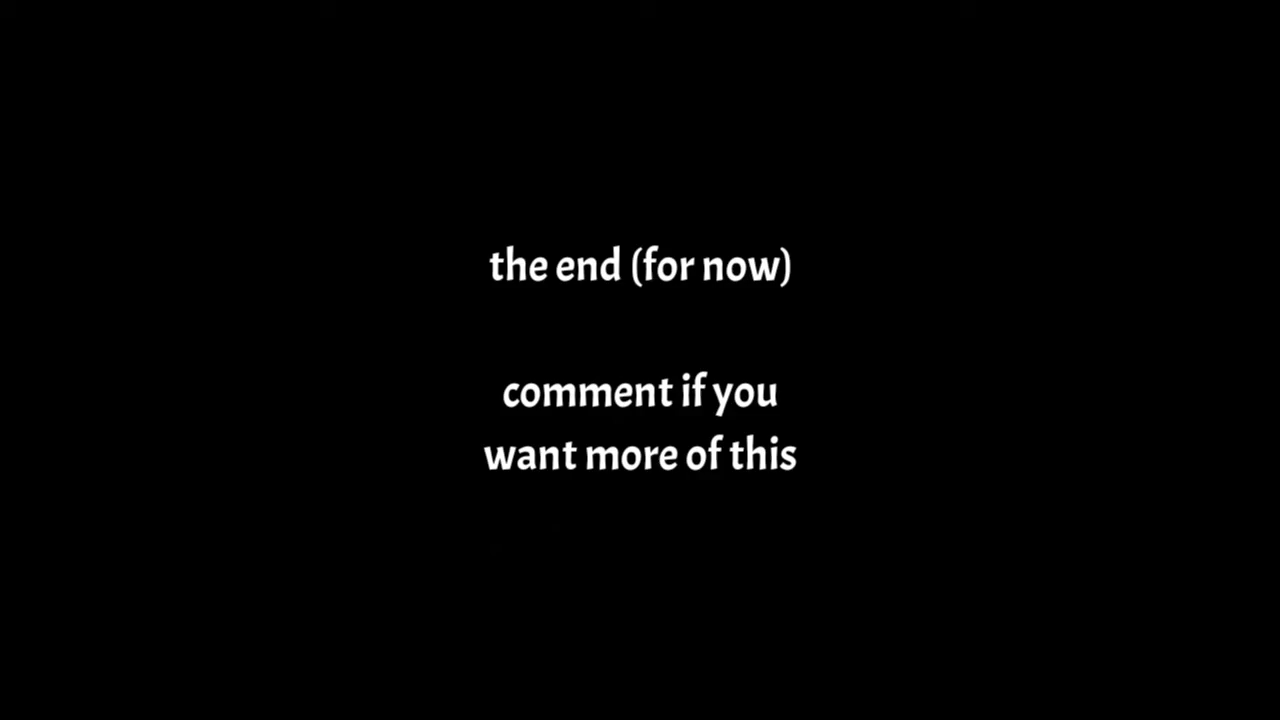 the end (for now)
comment if you
want more of this